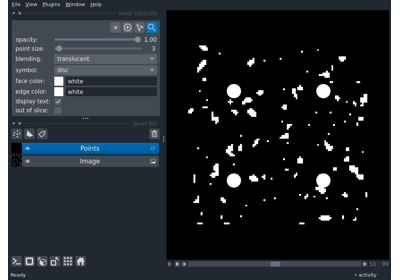 File View Plugins Window Help
layer controls
opacity: 1.00
point size: 3
blending: translucent
symbol: disc
face color: white
edge color: white
display text:
out of slice:
layer list
Points
Image
50 99
Ready
activity